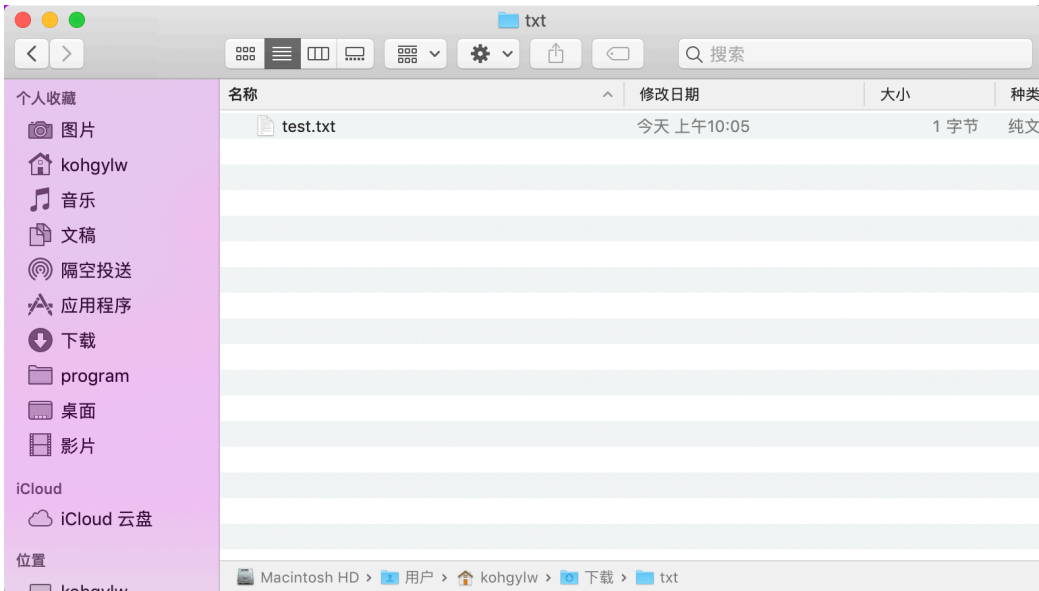 txt
搜索
个人收藏
图片
kohgylw
音乐
文稿
隔空投送
应用程序
下载
program
桌面
影片
iCloud
iCloud 云盘
位置
kohgylw
名称 修改日期 大小 种类
test.txt 今天 上午10:05 1 字节 纯文
Macintosh HD › 用户 › kohgylw › 下载 › txt